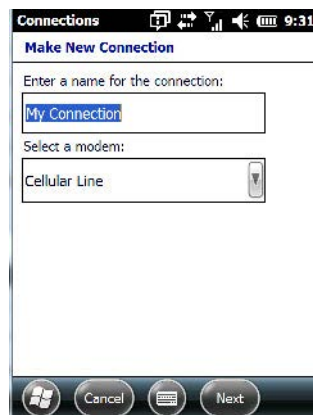 Connections 9:31
Make New Connection
Enter a name for the connection:
My Connection
Select a modem:
Cellular Line
Cancel Next